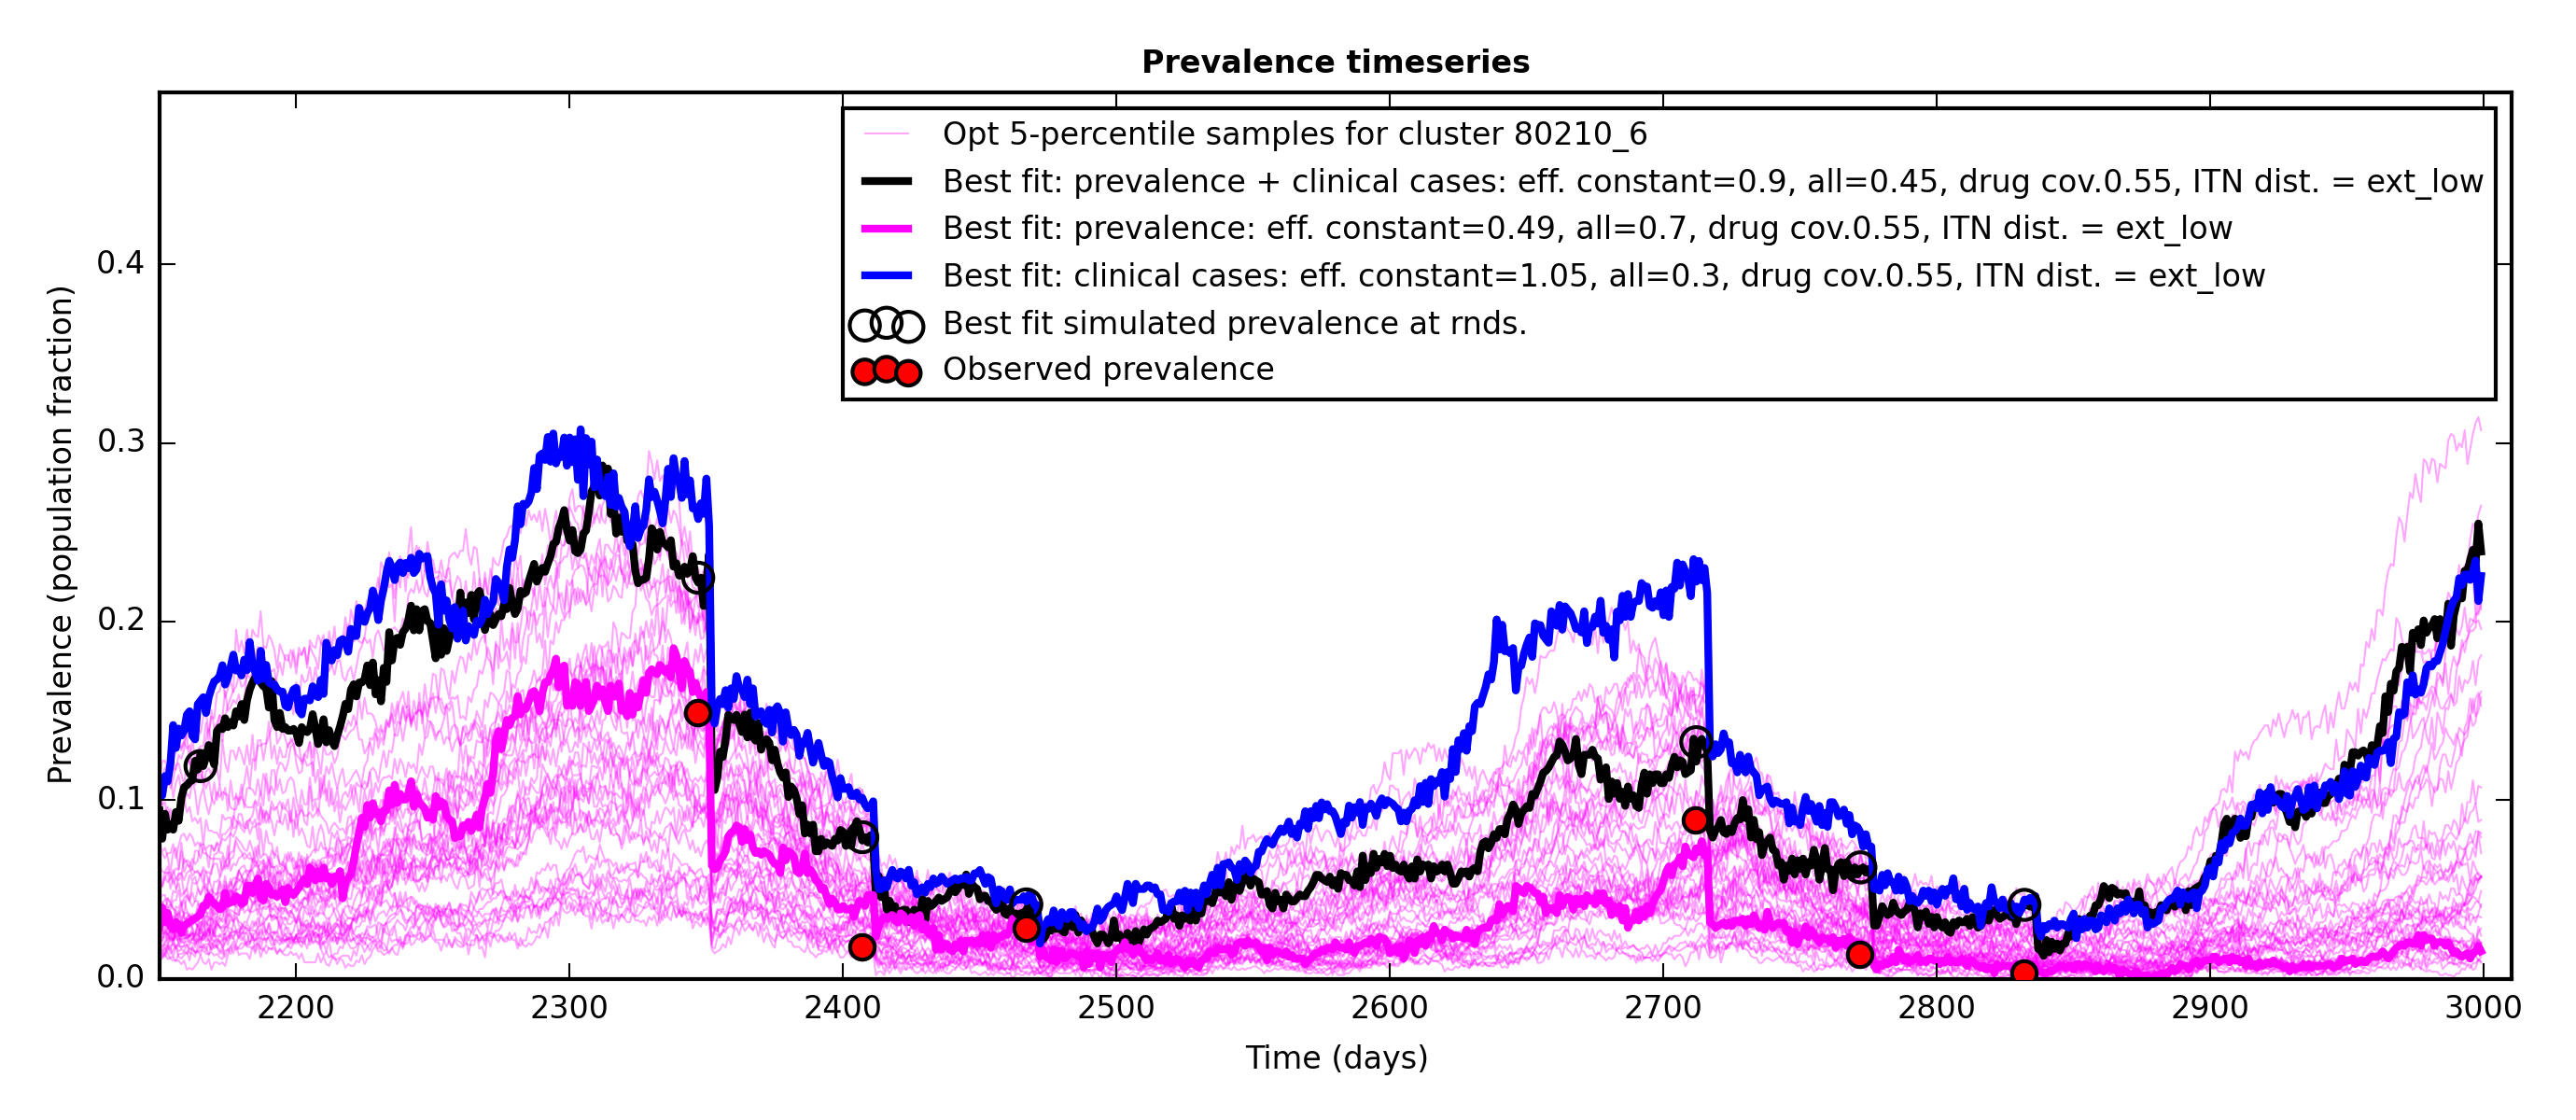 Prevalence timeseries
Opt 5-percentile samples for cluster 80210_6
Best fit: prevalence + clinical cases: eff. constant=0.9, all=0.45, drug cov.0.55, ITN dist. = ext_low
Best fit: prevalence: eff. constant=0.49, all=0.7, drug cov.0.55, ITN dist. = ext_low
Best fit: clinical cases: eff. constant=1.05, all=0.3, drug cov.0.55, ITN dist. = ext_low
Best fit simulated prevalence at rnds.
Observed prevalence
Prevalence (population fraction)
0.4
0.3
0.2
0.1
0.0
2200 2300 2400 2500 2600 2700 2800 2900 3000
Time (days)